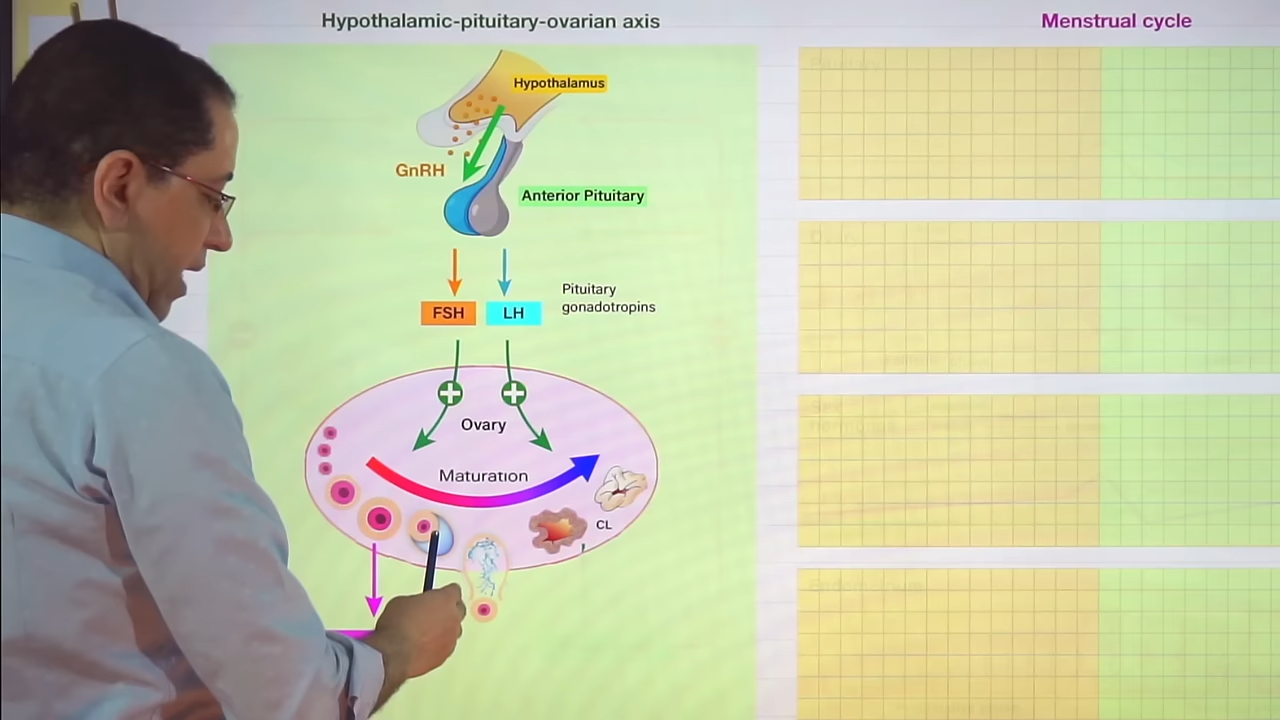 Hypothalamic-pituitary-ovarian axis
Menstrual cycle
Hypothalamus
GnRH
Anterior Pituitary
Pituitary
gonadotropins
FSH
LH
Ovary
Maturation
CL